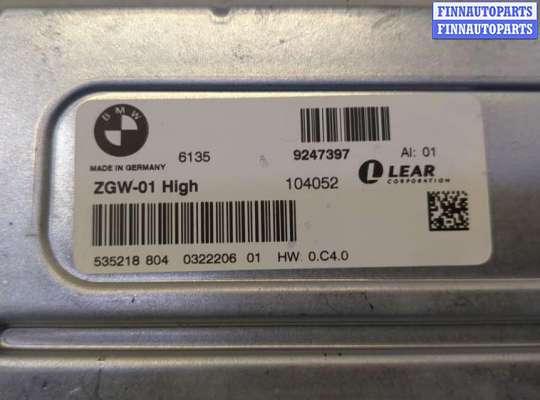 FINNAUTOPARTS
FINNAUTOPARTS
BMW
MADE IN GERMANY
6135
9247397
AI: 01
ZGW-01 High
104052
LEAR
CORPORATION
535218 804
0322206 01
HW 0.C4.0